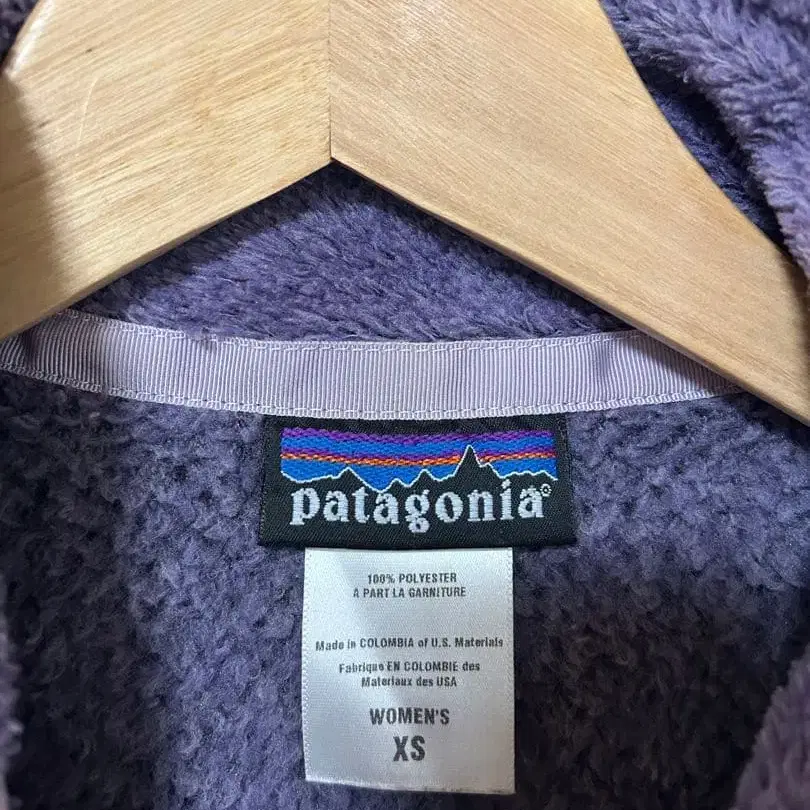 patagonia®
100% POLYESTER
A PART LA GARNITURE
Made in COLOMBIA of U.S. Materials
Fabriqué EN COLOMBIE des
Materiaux des USA
WOMEN'S
XS